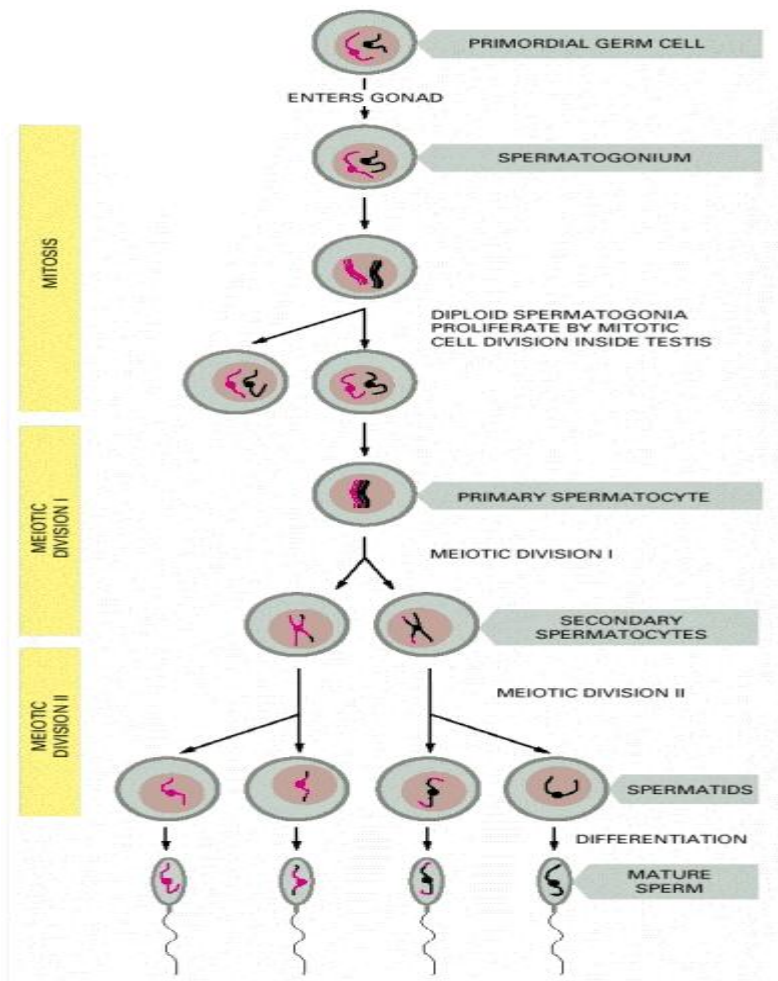 PRIMORDIAL GERM CELL
ENTERS GONAD
SPERMATOGONIUM
MITOSIS
DIPLOID SPERMATOGONIA
PROLIFERATE BY MITOTIC
CELL DIVISION INSIDE TESTIS
MEIOTIC
DIVISION I
PRIMARY SPERMATOCYTE
MEIOTIC DIVISION I
SECONDARY
SPERMATOCYTES
MEIOTIC
DIVISION II
MEIOTIC DIVISION II
SPERMATIDS
DIFFERENTIATION
MATURE
SPERM